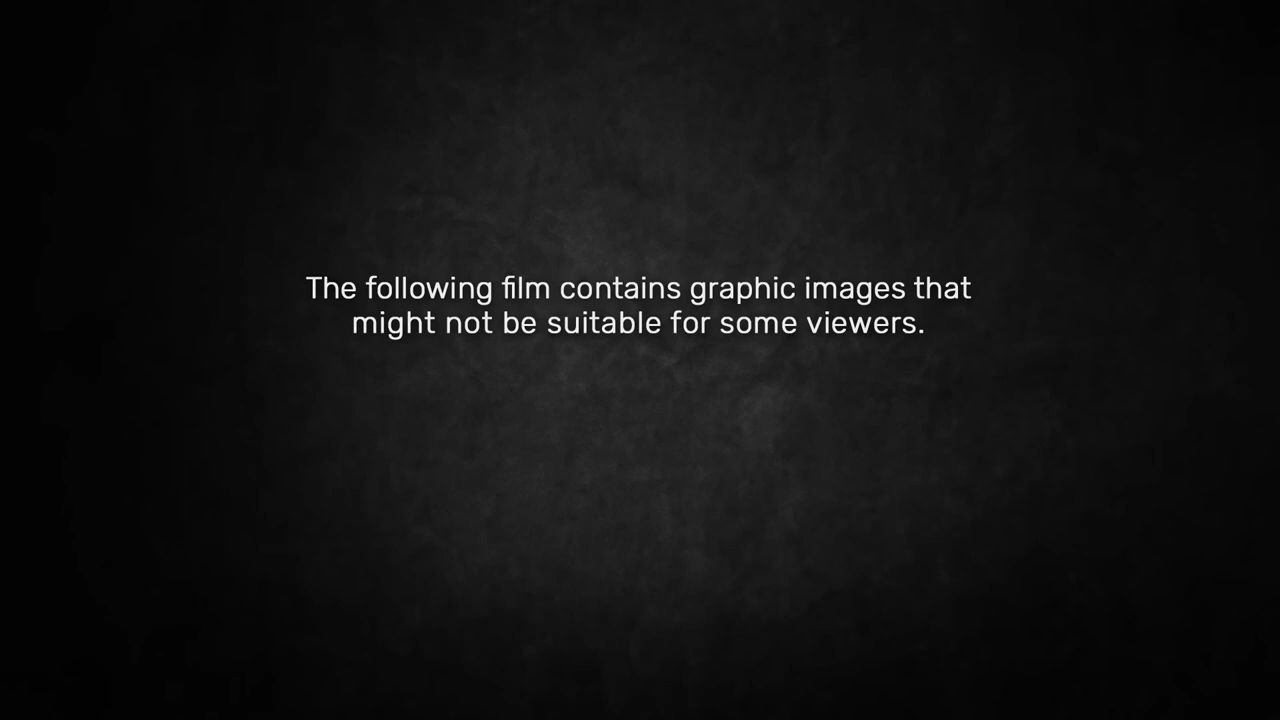 The following film contains graphic images that
might not be suitable for some viewers.